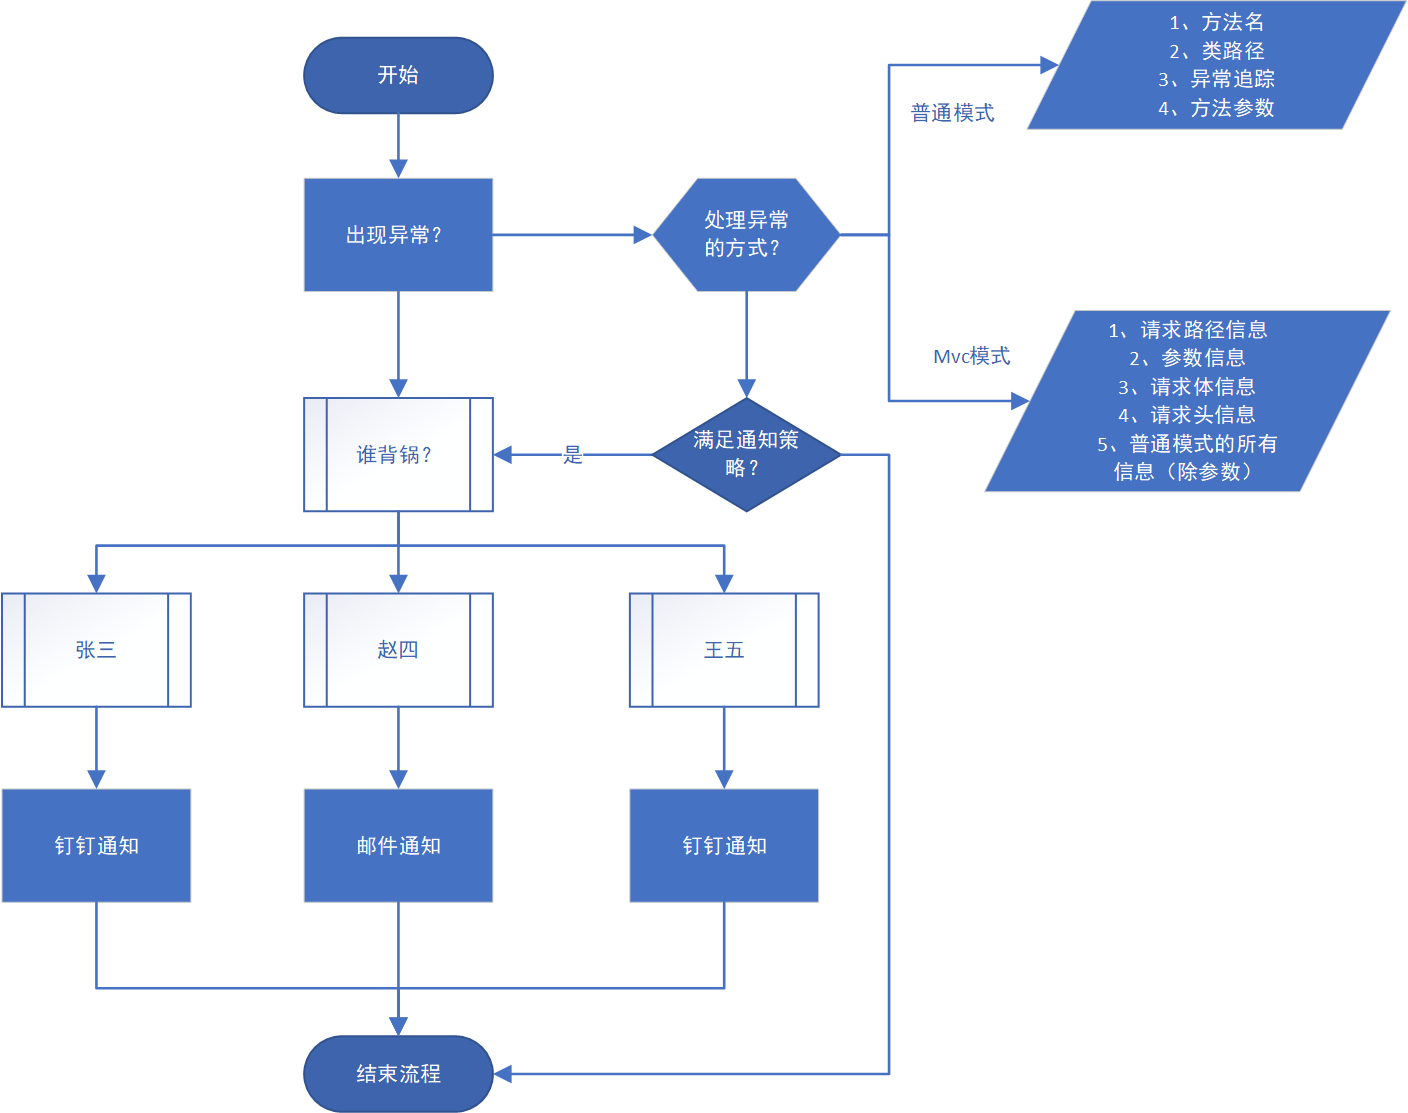 开始
1、方法名
2、类路径
3、异常追踪
4、方法参数
普通模式
出现异常？
处理异常
的方式？
Mvc模式
1、请求路径信息
2、参数信息
3、请求体信息
4、请求头信息
5、普通模式的所有
信息（除参数）
谁背锅？
是
满足通知策
略？
张三
赵四
王五
钉钉通知
邮件通知
钉钉通知
结束流程